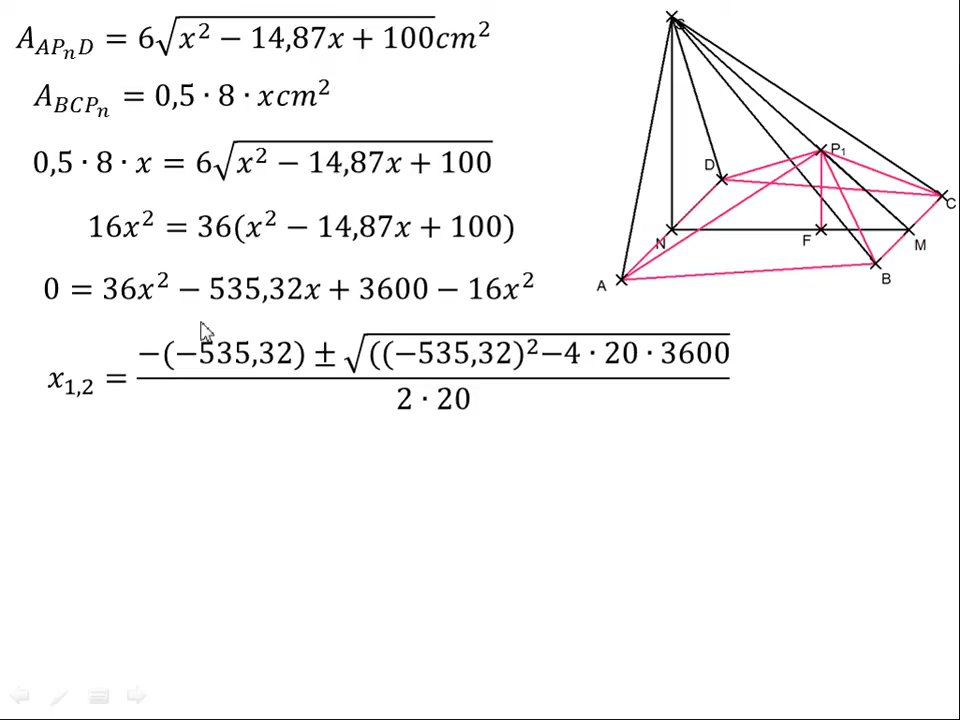 A_{AP_nD} = 6√(x² − 14,87x + 100)cm²
A_{BCP_n} = 0,5 · 8 · xcm²
0,5 · 8 · x = 6√(x² − 14,87x + 100)
16x² = 36(x² − 14,87x + 100)
0 = 36x² − 535,32x + 3600 − 16x²
x_{1,2} = \frac{−(−535,32) ± √{((−535,32)²−4 · 20 · 3600}}{2 · 20}
D
P₁
C
N
F
M
A
B